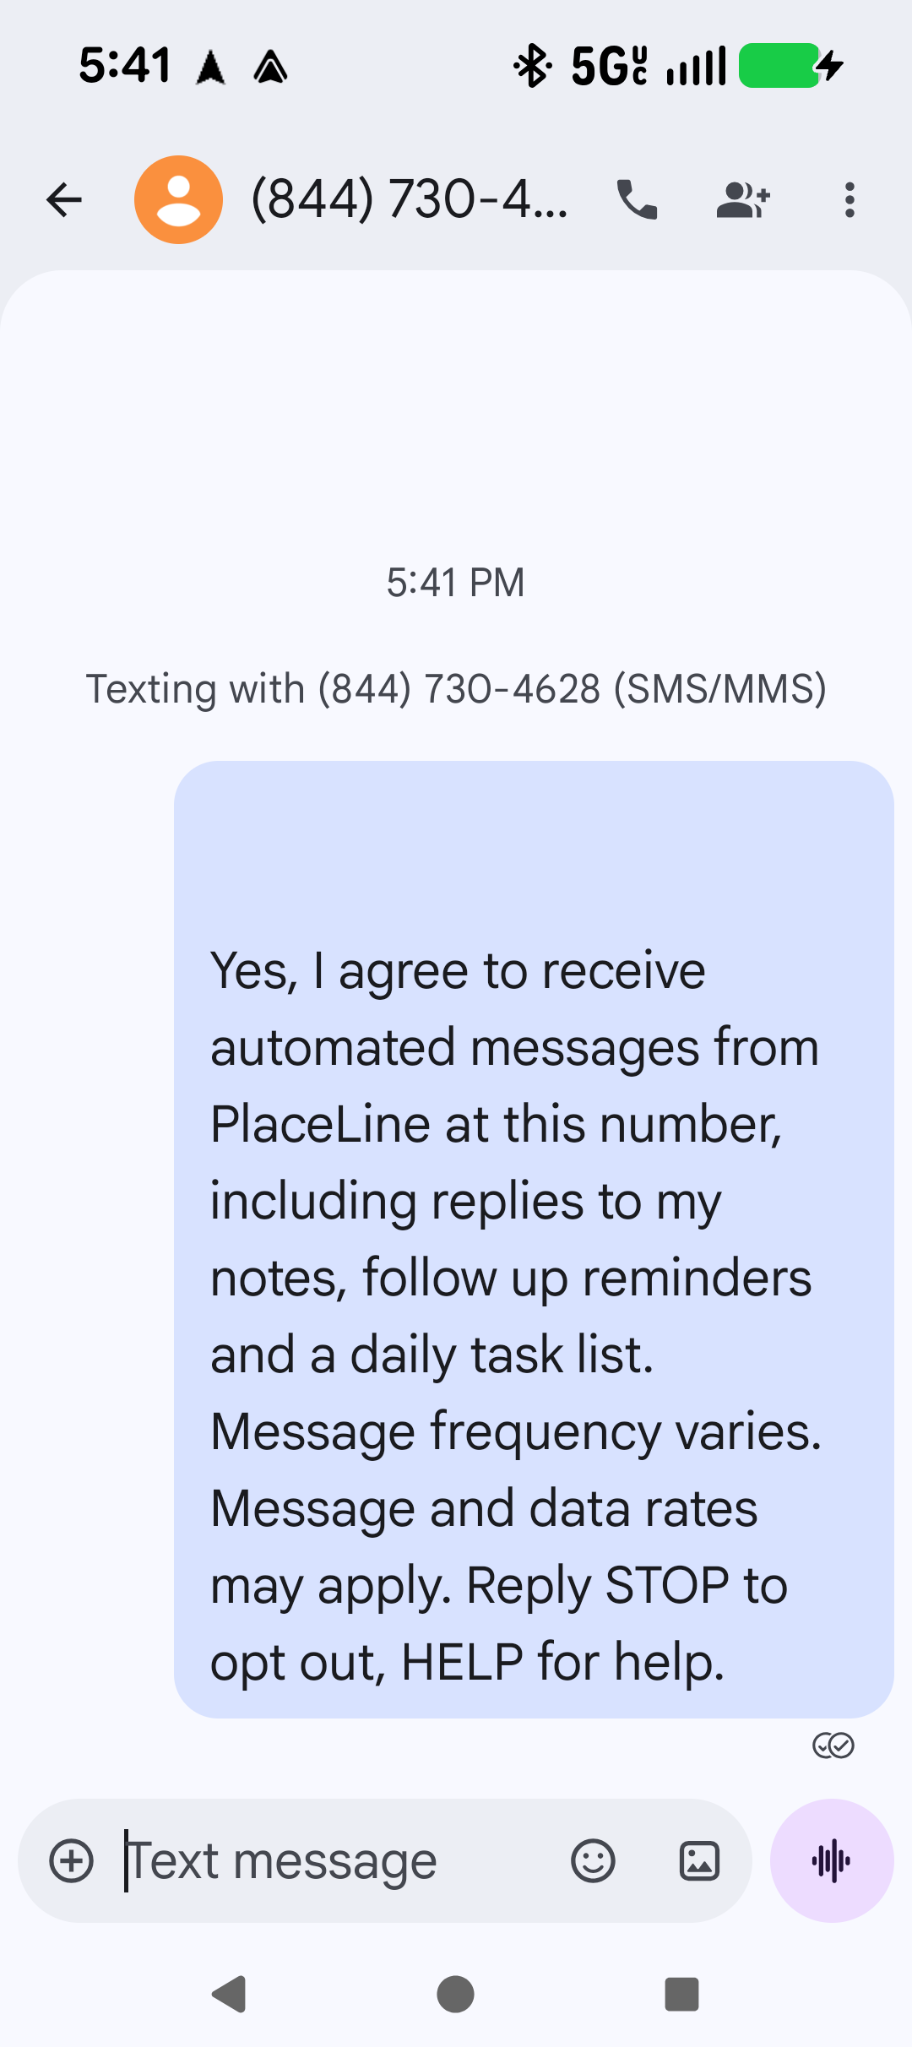 5:41
5G UC
(844) 730-4...
5:41 PM
Texting with (844) 730-4628 (SMS/MMS)
Yes, I agree to receive
automated messages from
PlaceLine at this number,
including replies to my
notes, follow up reminders
and a daily task list.
Message frequency varies.
Message and data rates
may apply. Reply STOP to
opt out, HELP for help.
Text message